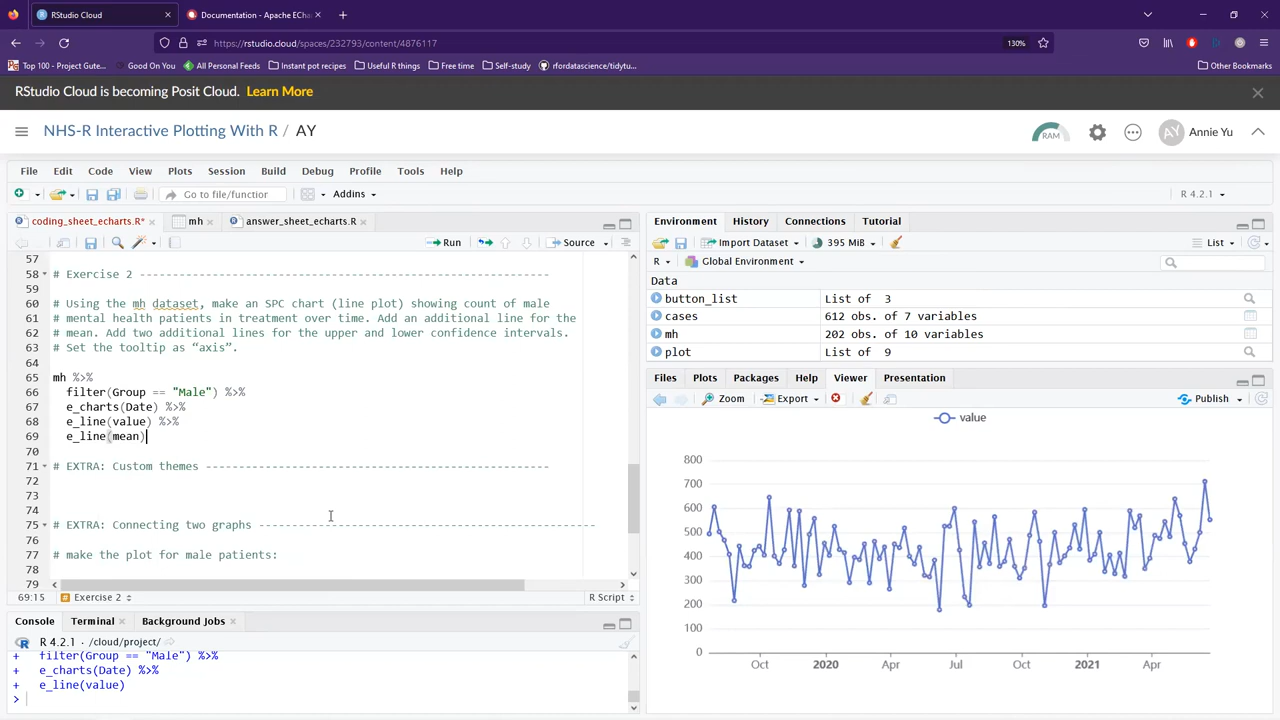 RStudio Cloud
Documentation - Apache ECha
https://rstudio.cloud/spaces/232793/content/4876117
130%
Top 100 - Project Gute...
Good On You
All Personal Feeds
Instant pot recipes
Useful R things
Free time
Self-study
rfordatascience/tidytu...
Other Bookmarks
RStudio Cloud is becoming Posit Cloud. Learn More
NHS-R Interactive Plotting With R / AY
RAM
AY
Annie Yu
File Edit Code View Plots Session Build Debug Profile Tools Help
Go to file/function
Addins
R 4.2.1
coding_sheet_echarts.R*
mh
answer_sheet_echarts.R
Run
Source
57
58 # Exercise 2 --------------------------------------------------------------
59
60 # Using the mh dataset, make an SPC chart (line plot) showing count of male
61 # mental health patients in treatment over time. Add an additional line for the
62 # mean. Add two additional lines for the upper and lower confidence intervals.
63 # Set the tooltip as “axis”.
64
65 mh %>%
66 filter(Group == "Male") %>%
67 e_charts(Date) %>%
68 e_line(value) %>%
69 e_line(mean)
70
71 # EXTRA: Custom themes ----------------------------------------------------
72
73
74
75 # EXTRA: Connecting two graphs ---------------------------------------------------
76
77 # make the plot for male patients:
78
79
69:15
Exercise 2
R Script
Console Terminal Background Jobs
R 4.2.1 · /cloud/project/
+ filter(Group == "Male") %>%
+ e_charts(Date) %>%
+ e_line(value)
>
Environment History Connections Tutorial
Import Dataset
395 MiB
List
R
Global Environment
Data
button_list List of 3
cases 612 obs. of 7 variables
mh 202 obs. of 10 variables
plot List of 9
Files Plots Packages Help Viewer Presentation
Zoom
Export
Publish
value
800
700
600
500
400
300
200
100
0
Oct 2020 Apr Jul Oct 2021 Apr